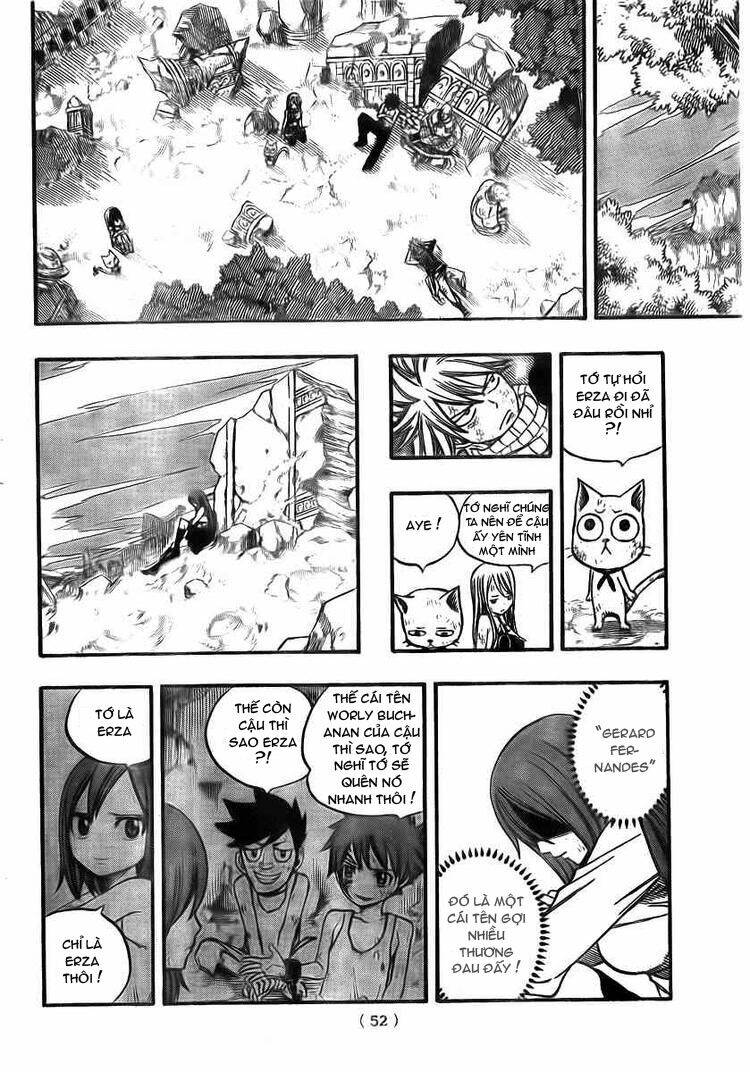 TỚ TỰ HỎI
ERZA ĐI ĐÃ
ĐÂU RỒI NHỈ
?!
TỚ NGHĨ CHÚNG
TA NÊN ĐỂ CẬU
ẤY YÊN TĨNH
MỘT MÌNH
AYE !
"GERARD
FER-
NANDES"
ĐÓ LÀ MỘT
CÁI TÊN GỢI
NHIỀU
THƯƠNG
ĐAU ĐẤY !
THẾ CÁI TÊN
WORLY BUCH-
ANAN CỦA CẬU
THÌ SAO, TỚ
NGHĨ TỚ SẼ
QUÊN NÓ
NHANH THÔI !
THẾ CÒN
CẬU THÌ
SAO ERZA
?!
TỚ LÀ
ERZA
CHỈ LÀ
ERZA
THÔI !
( 52 )